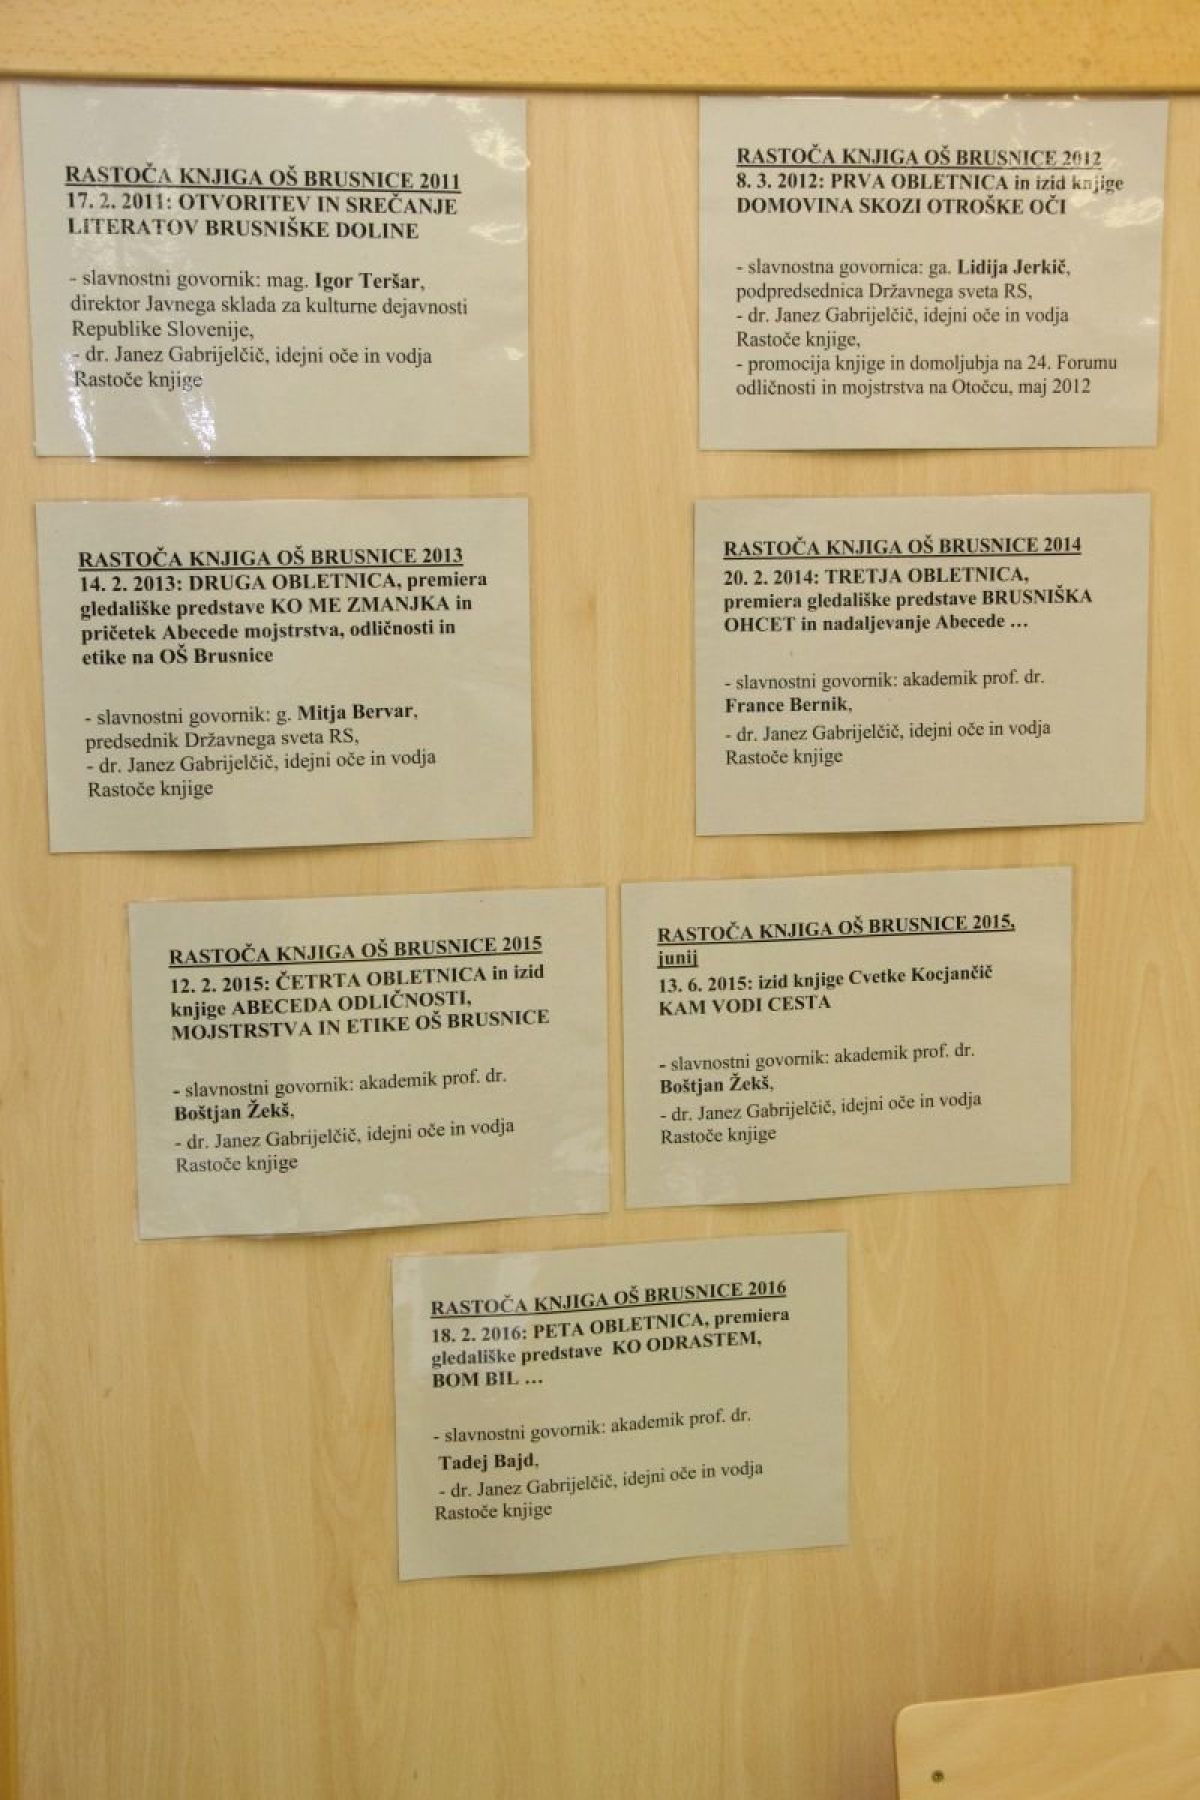 RASTOČA KNJIGA OŠ BRUSNICE 2011
17. 2. 2011: OTVORITEV IN SREČANJE
LITERATOV BRUSNIŠKE DOLINE
- slavnostni govornik: mag. Igor Teršar,
direktor Javnega sklada za kulturne dejavnosti
Republike Slovenije,
- dr. Janez Gabrijelčič, idejni oče in vodja
Rastoče knjige
RASTOČA KNJIGA OŠ BRUSNICE 2012
8. 3. 2012: PRVA OBLETNICA in izid knjige
DOMOVINA SKOZI OTROŠKE OČI
- slavnostna govornica: ga. Lidija Jerkič,
podpredsednica Državnega sveta RS,
- dr. Janez Gabrijelčič, idejni oče in vodja
Rastoče knjige,
- promocija knjige in domoljubja na 24. Forumu
odličnosti in mojstrstva na Otočcu, maj 2012
RASTOČA KNJIGA OŠ BRUSNICE 2013
14. 2. 2013: DRUGA OBLETNICA, premiera
gledališke predstave KO ME ZMANJKA in
pričetek Abecede mojstrstva, odličnosti in
etike na OŠ Brusnice
- slavnostni govornik: g. Mitja Bervar,
predsednik Državnega sveta RS,
- dr. Janez Gabrijelčič, idejni oče in vodja
Rastoče knjige
RASTOČA KNJIGA OŠ BRUSNICE 2014
20. 2. 2014: TRETJA OBLETNICA,
premiera gledališke predstave BRUSNIŠKA
OHCET in nadaljevanje Abecede ...
- slavnostni govornik: akademik prof. dr.
France Bernik,
- dr. Janez Gabrijelčič, idejni oče in vodja
Rastoče knjige
RASTOČA KNJIGA OŠ BRUSNICE 2015
12. 2. 2015: ČETRTA OBLETNICA in izid
knjige ABECEDA ODLIČNOSTI,
MOJSTRSTVA IN ETIKE OŠ BRUSNICE
- slavnostni govornik: akademik prof. dr.
Boštjan Žekš,
- dr. Janez Gabrijelčič, idejni oče in vodja
Rastoče knjige
RASTOČA KNJIGA OŠ BRUSNICE 2015,
junij
13. 6. 2015: izid knjige Cvetke Kocjančič
KAM VODI CESTA
- slavnostni govornik: akademik prof. dr.
Boštjan Žekš,
- dr. Janez Gabrijelčič, idejni oče in vodja
Rastoče knjige
RASTOČA KNJIGA OŠ BRUSNICE 2016
18. 2. 2016: PETA OBLETNICA, premiera
gledališke predstave KO ODRASTEM,
BOM BIL ...
- slavnostni govornik: akademik prof. dr.
Tadej Bajd,
- dr. Janez Gabrijelčič, idejni oče in vodja
Rastoče knjige